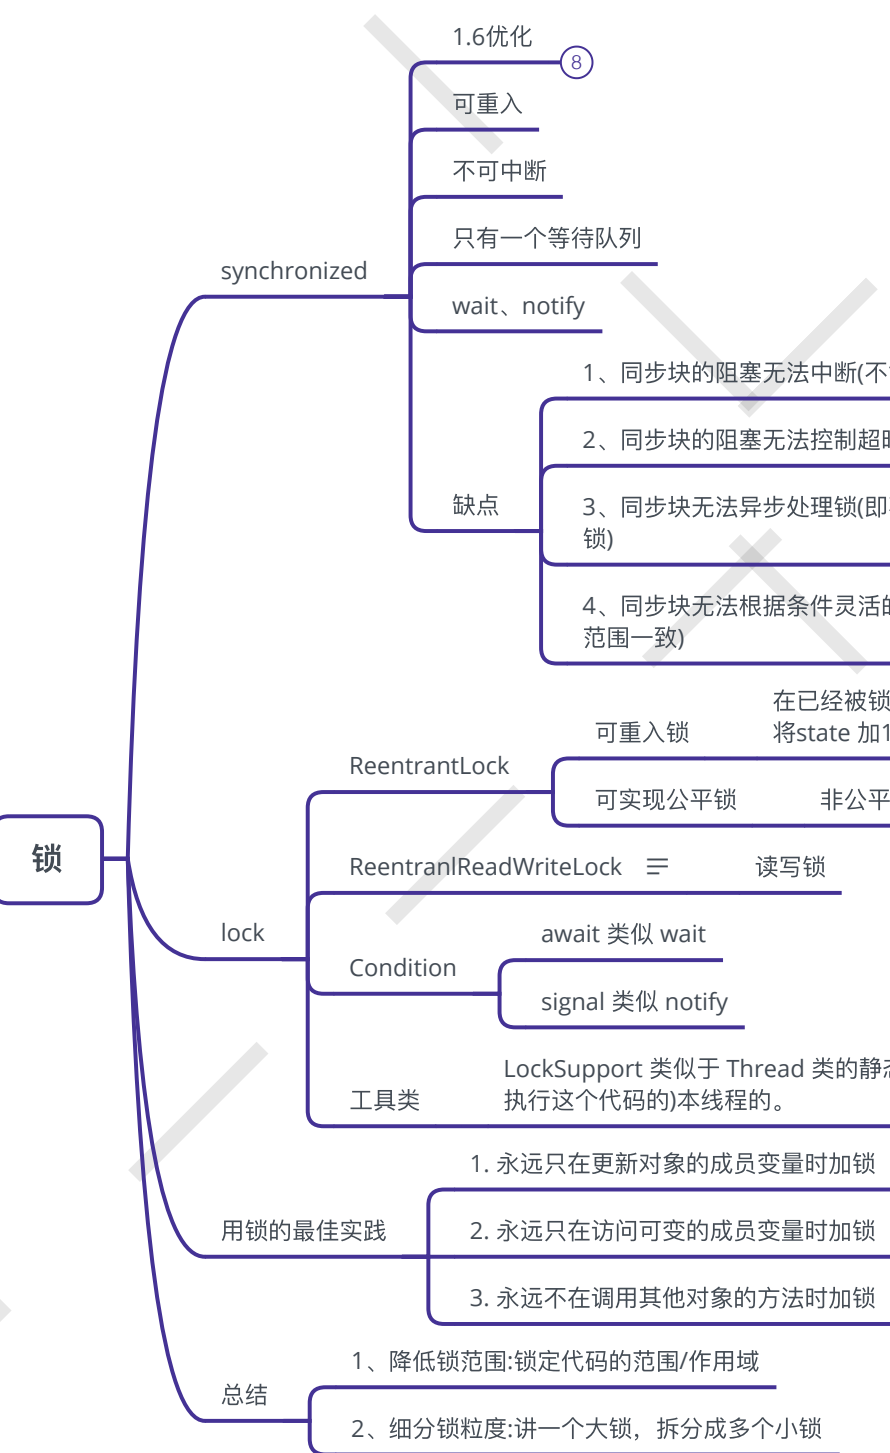 1.6优化
8
可重入
不可中断
只有一个等待队列
synchronized
wait、notify
1、同步块的阻塞无法中断(不
2、同步块的阻塞无法控制超时
缺点
3、同步块无法异步处理锁(即
锁)
4、同步块无法根据条件灵活的
范围一致)
在已经被锁
可重入锁
将state 加1
ReentrantLock
可实现公平锁
非公平
锁
ReentranlReadWriteLock
读写锁
lock
await 类似 wait
Condition
signal 类似 notify
LockSupport 类似于 Thread 类的静态
工具类
执行这个代码的)本线程的。
1. 永远只在更新对象的成员变量时加锁
用锁的最佳实践
2. 永远只在访问可变的成员变量时加锁
3. 永远不在调用其他对象的方法时加锁
1、降低锁范围:锁定代码的范围/作用域
总结
2、细分锁粒度:讲一个大锁，拆分成多个小锁